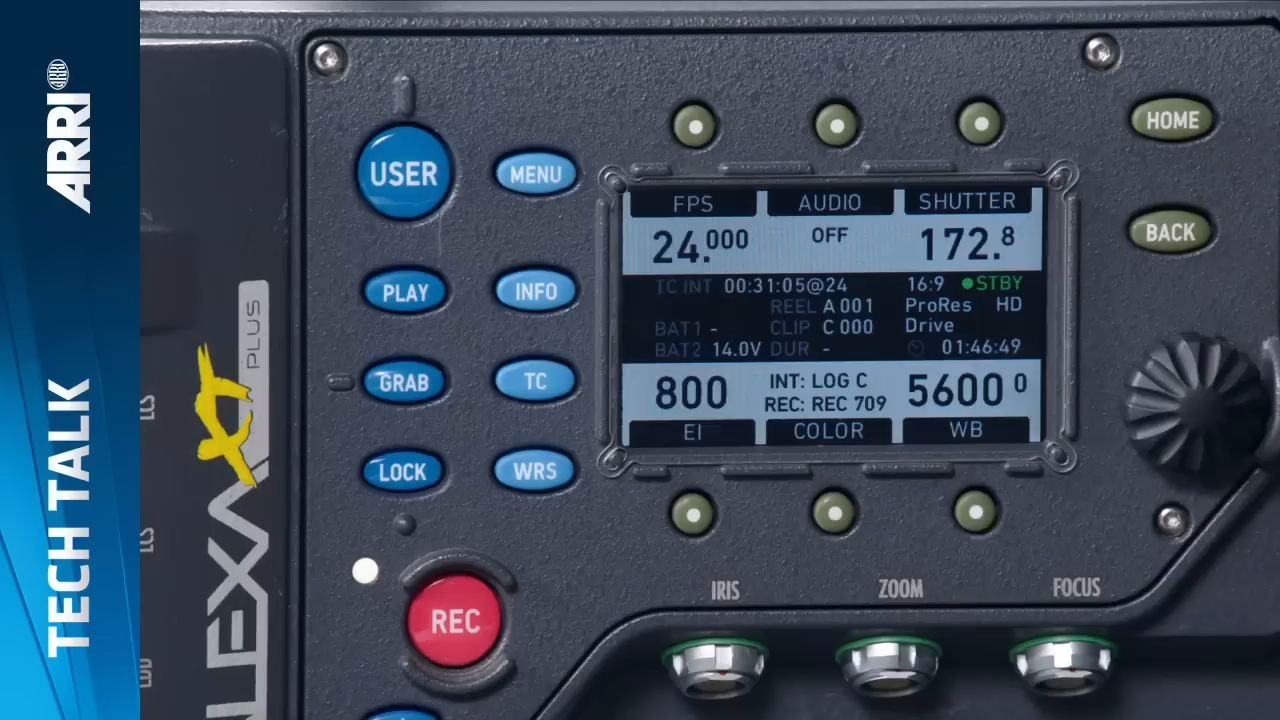 ARRI
TECH TALK
ALEXA XT PLUS
USER
MENU
PLAY
INFO
GRAB
TC
LOCK
WRS
REC
HOME
BACK
FPS AUDIO SHUTTER
24.000 OFF 172.8
TC INT 00:31:05@24 16:9 STBY
REEL A 001 ProRes HD
BAT1 - CLIP C 000 Drive
BAT2 14.0V DUR - 01:46:49
800 INT: LOG C 5600 0
REC: REC 709
EI COLOR WB
IRIS ZOOM FOCUS